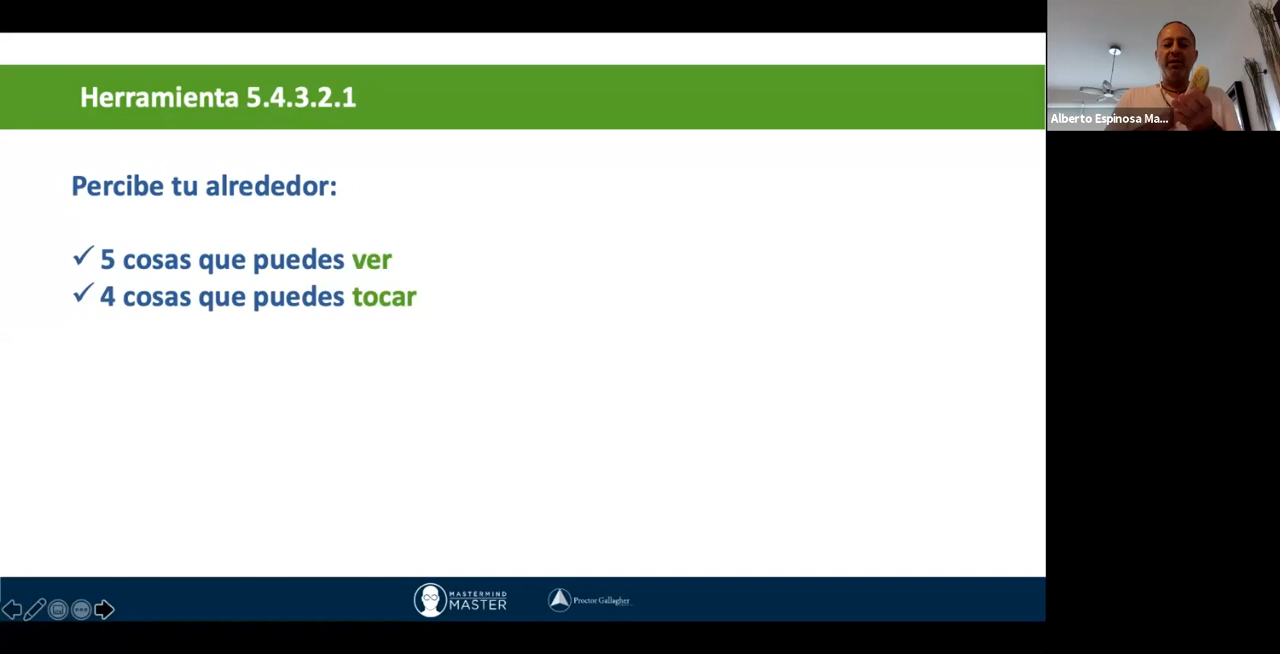 Herramienta 5.4.3.2.1
Alberto Espinosa Ma...
Percibe tu alrededor:
✓ 5 cosas que puedes ver
✓ 4 cosas que puedes tocar
MASTERMIND
MASTER
Proctor Gallagher